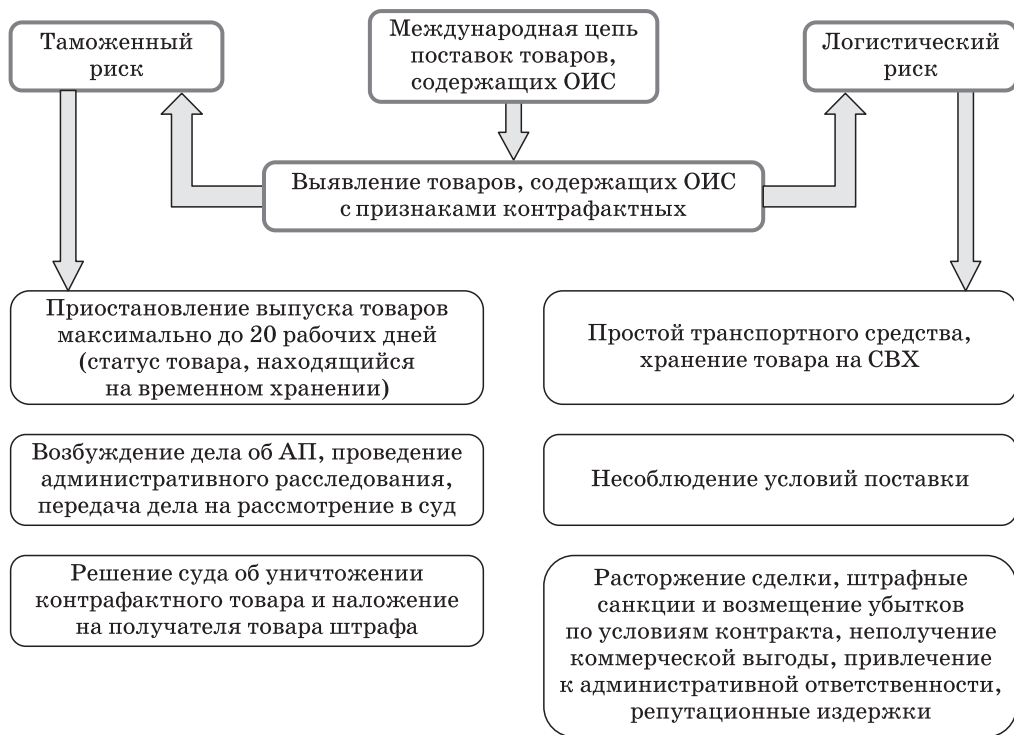 Таможенный
риск
Международная цепь
поставок товаров,
содержащих ОИС
Логистический
риск
Выявление товаров, содержащих ОИС
с признаками контрафактных
Приостановление выпуска товаров
максимально до 20 рабочих дней
(статус товара, находящийся
на временном хранении)
Простой транспортного средства,
хранение товара на СВХ
Возбуждение дела об АП, проведение
административного расследования,
передача дела на рассмотрение в суд
Несоблюдение условий поставки
Решение суда об уничтожении
контрафактного товара и наложение
на получателя товара штрафа
Расторжение сделки, штрафные
санкции и возмещение убытков
по условиям контракта, неполучение
коммерческой выгоды, привлечение
к административной ответственности,
репутационные издержки